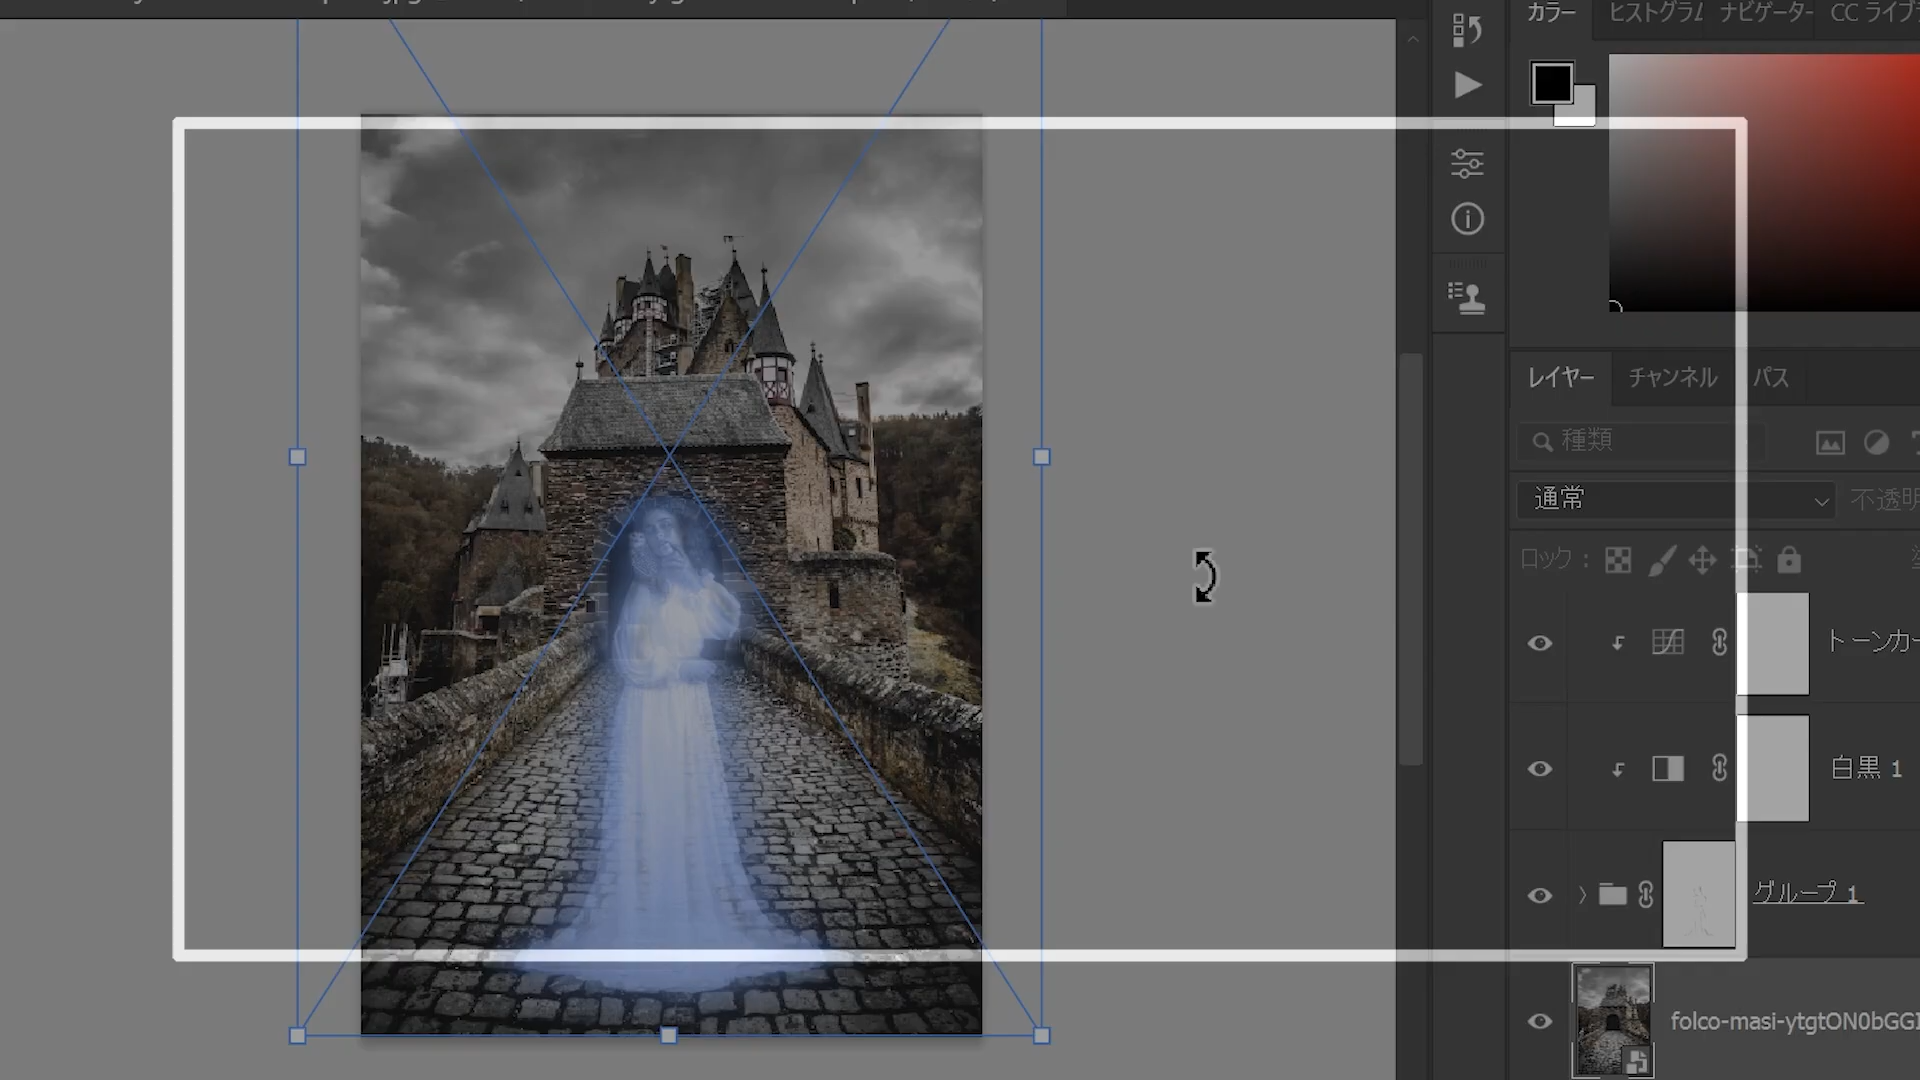 カラー ヒストグラム ナビゲーター CC ライブラ
レイヤー チャンネル パス
種類
通常 不透明
ロック :
トーンカー
白黒 1
グループ 1
folco-masi-ytgtON0bGGI